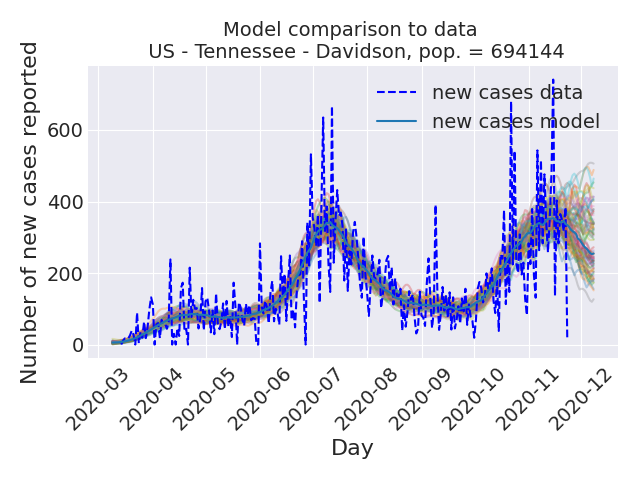 Model comparison to data
US - Tennessee - Davidson, pop. = 694144
new cases data
new cases model
Number of new cases reported
600
400
200
0
2020-03
2020-04
2020-05
2020-06
2020-07
2020-08
2020-09
2020-10
2020-11
2020-12
Day